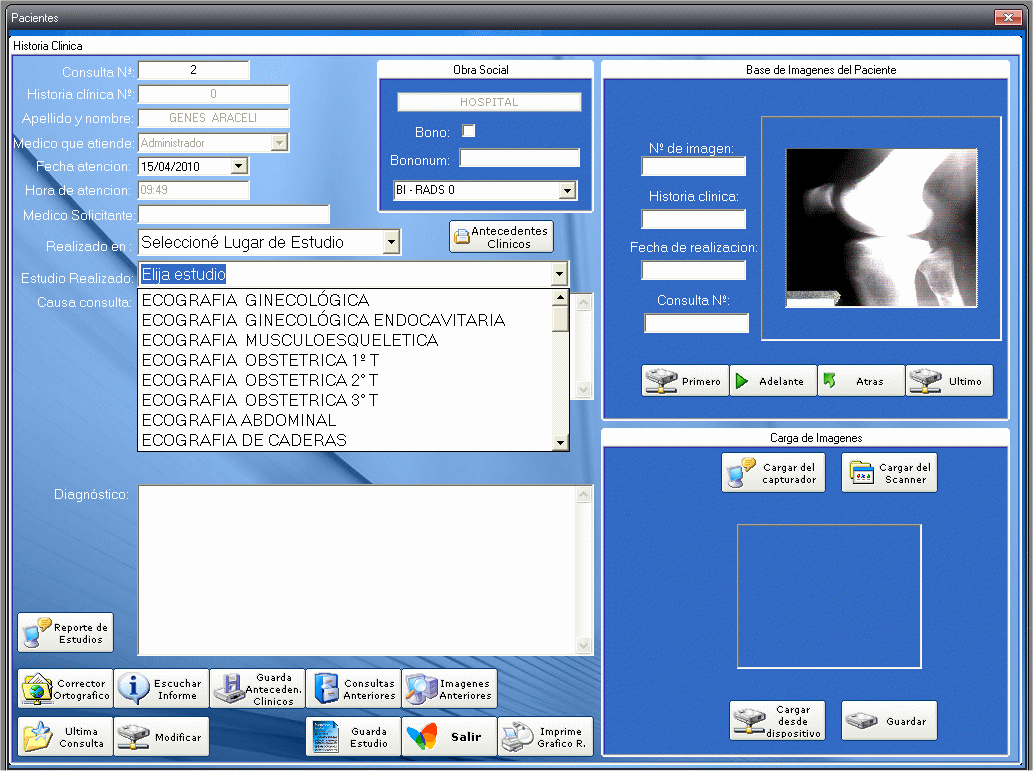 Pacientes
Historia Clinica
Consulta Nº:
2
Historia clínica Nº:
0
Apellido y nombre:
GENES ARACELI
Medico que atiende:
Administrador
Fecha atencion:
15/04/2010
Hora de atencion:
09:49
Medico Solicitante:
Realizado en :
Seleccioné Lugar de Estudio
Estudio Realizado:
Elija estudio
Causa consulta:
ECOGRAFIA GINECOLÓGICA
ECOGRAFIA GINECOLÓGICA ENDOCAVITARIA
ECOGRAFIA MUSCULOESQUELETICA
ECOGRAFIA OBSTETRICA 1º T
ECOGRAFIA OBSTETRICA 2° T
ECOGRAFIA OBSTETRICA 3° T
ECOGRAFIA ABDOMINAL
ECOGRAFIA DE CADERAS
Diagnóstico:
Obra Social
HOSPITAL
Bono:
Bononum:
BI - RADS 0
Antecedentes
Clinicos
Base de Imagenes del Paciente
Nº de imagen:
Historia clinica:
Fecha de realizacion:
Consulta Nº:
Primero
Adelante
Atras
Ultimo
Carga de Imagenes
Cargar del
capturador
Cargar del
Scanner
Cargar
desde
dispositivo
Guardar
Reporte de
Estudios
Corrector
Ortografico
Escuchar
Informe
Guarda
Anteceden.
Clinicos
Consultas
Anteriores
Imagenes
Anteriores
Ultima
Consulta
Modificar
Guarda
Estudio
Salir
Imprime
Grafico R.